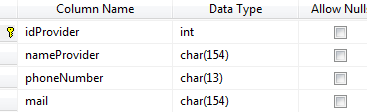 Column Name Data Type Allow Nulls
idProvider int
nameProvider char(154)
phoneNumber char(13)
mail char(154)